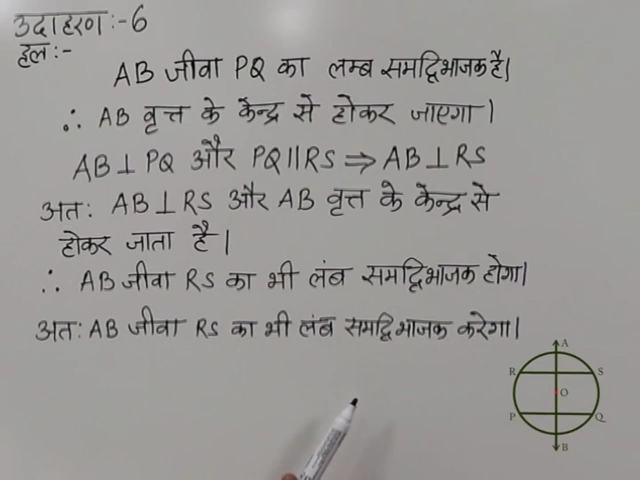 उदाहरण :- 6
हल :-
AB जीवा PQ का लम्ब समद्विभाजक है।
∴ AB वृत्त के केन्द्र से होकर जाएगा।
AB ⊥ PQ और PQ || RS ⇒ AB ⊥ RS
अत: AB ⊥ RS और AB वृत्त के केन्द्र से
होकर जाता है।
∴ AB जीवा RS का भी लंब समद्विभाजक होगा।
अत: AB जीवा RS का भी लंब समद्विभाजक करेगा।
A
R S
O
P Q
B